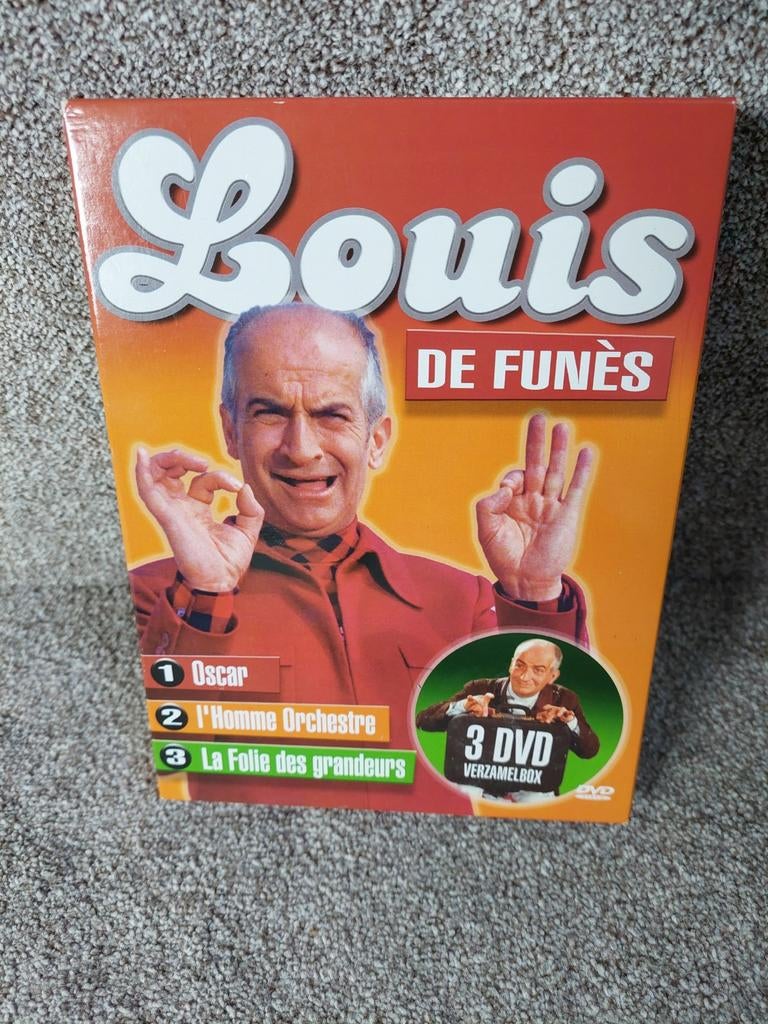 Louis
DE FUNÈS
1 Oscar
2 l'Homme Orchestre
3 La Folie des grandeurs
3 DVD
VERZAMELBOX
DVD